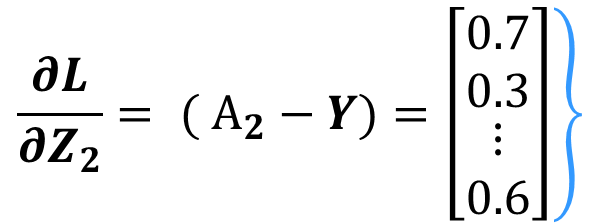 ∂L/∂Z₂ = ( A₂ − Y) = [0.7 0.3 ⋮ 0.6]